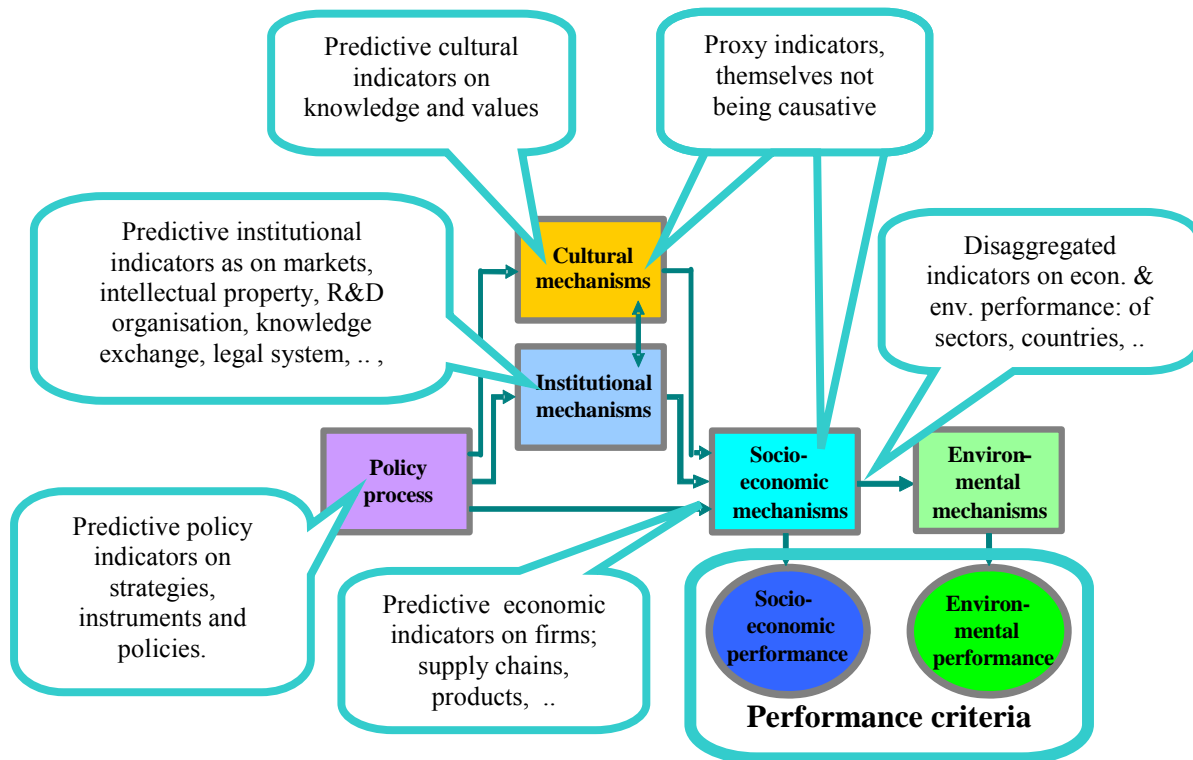 Predictive cultural
indicators on
knowledge and values
Proxy indicators,
themselves not
being causative
Predictive institutional
indicators as on markets,
intellectual property, R&D
organisation, knowledge
exchange, legal system, .. ,
Cultural
mechanisms
Disaggregated
indicators on econ. &
env. performance: of
sectors, countries, ..
Institutional
mechanisms
Policy
process
Socio-
economic
mechanisms
Environ-
mental
mechanisms
Predictive policy
indicators on
strategies,
instruments and
policies.
Predictive economic
indicators on firms;
supply chains,
products, ..
Socio-
economic
performance
Environ-
mental
performance
Performance criteria